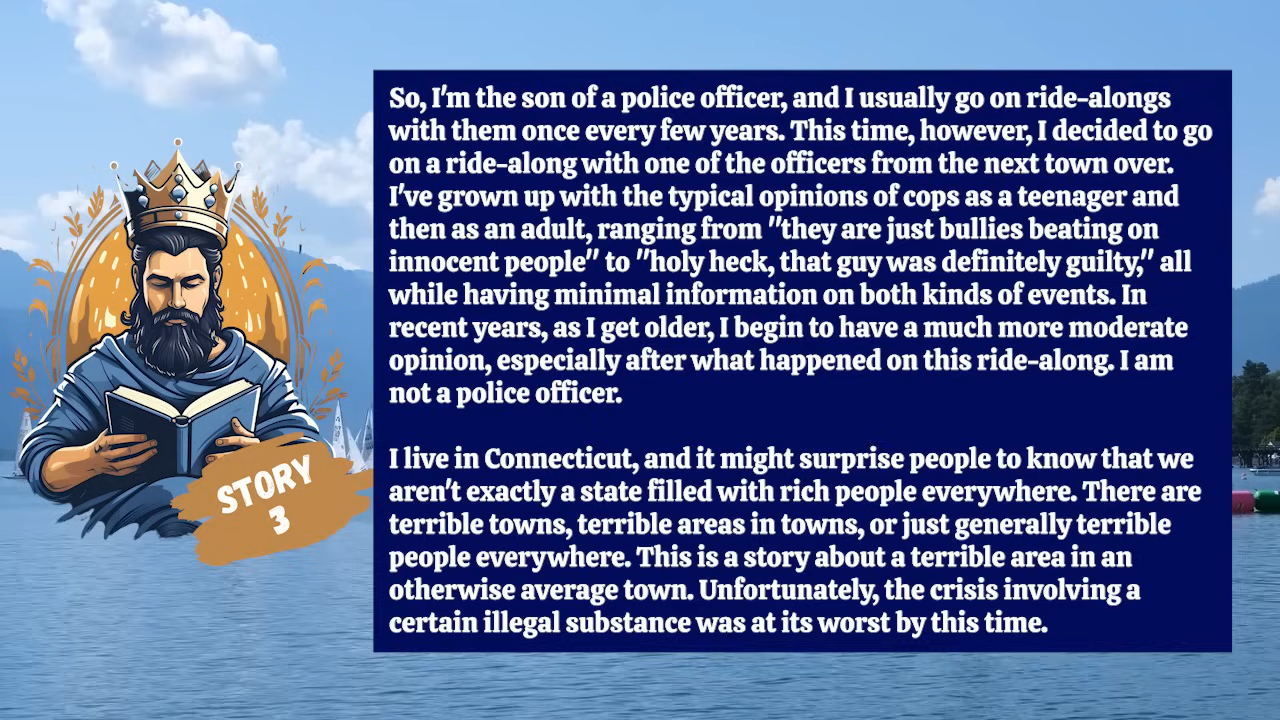 So, I'm the son of a police officer, and I usually go on ride-alongs
with them once every few years. This time, however, I decided to go
on a ride-along with one of the officers from the next town over.
I've grown up with the typical opinions of cops as a teenager and
then as an adult, ranging from "they are just bullies beating on
innocent people" to "holy heck, that guy was definitely guilty," all
while having minimal information on both kinds of events. In
recent years, as I get older, I begin to have a much more moderate
opinion, especially after what happened on this ride-along. I am
not a police officer.
I live in Connecticut, and it might surprise people to know that we
aren't exactly a state filled with rich people everywhere. There are
terrible towns, terrible areas in towns, or just generally terrible
people everywhere. This is a story about a terrible area in an
otherwise average town. Unfortunately, the crisis involving a
certain illegal substance was at its worst by this time.
STORY
3